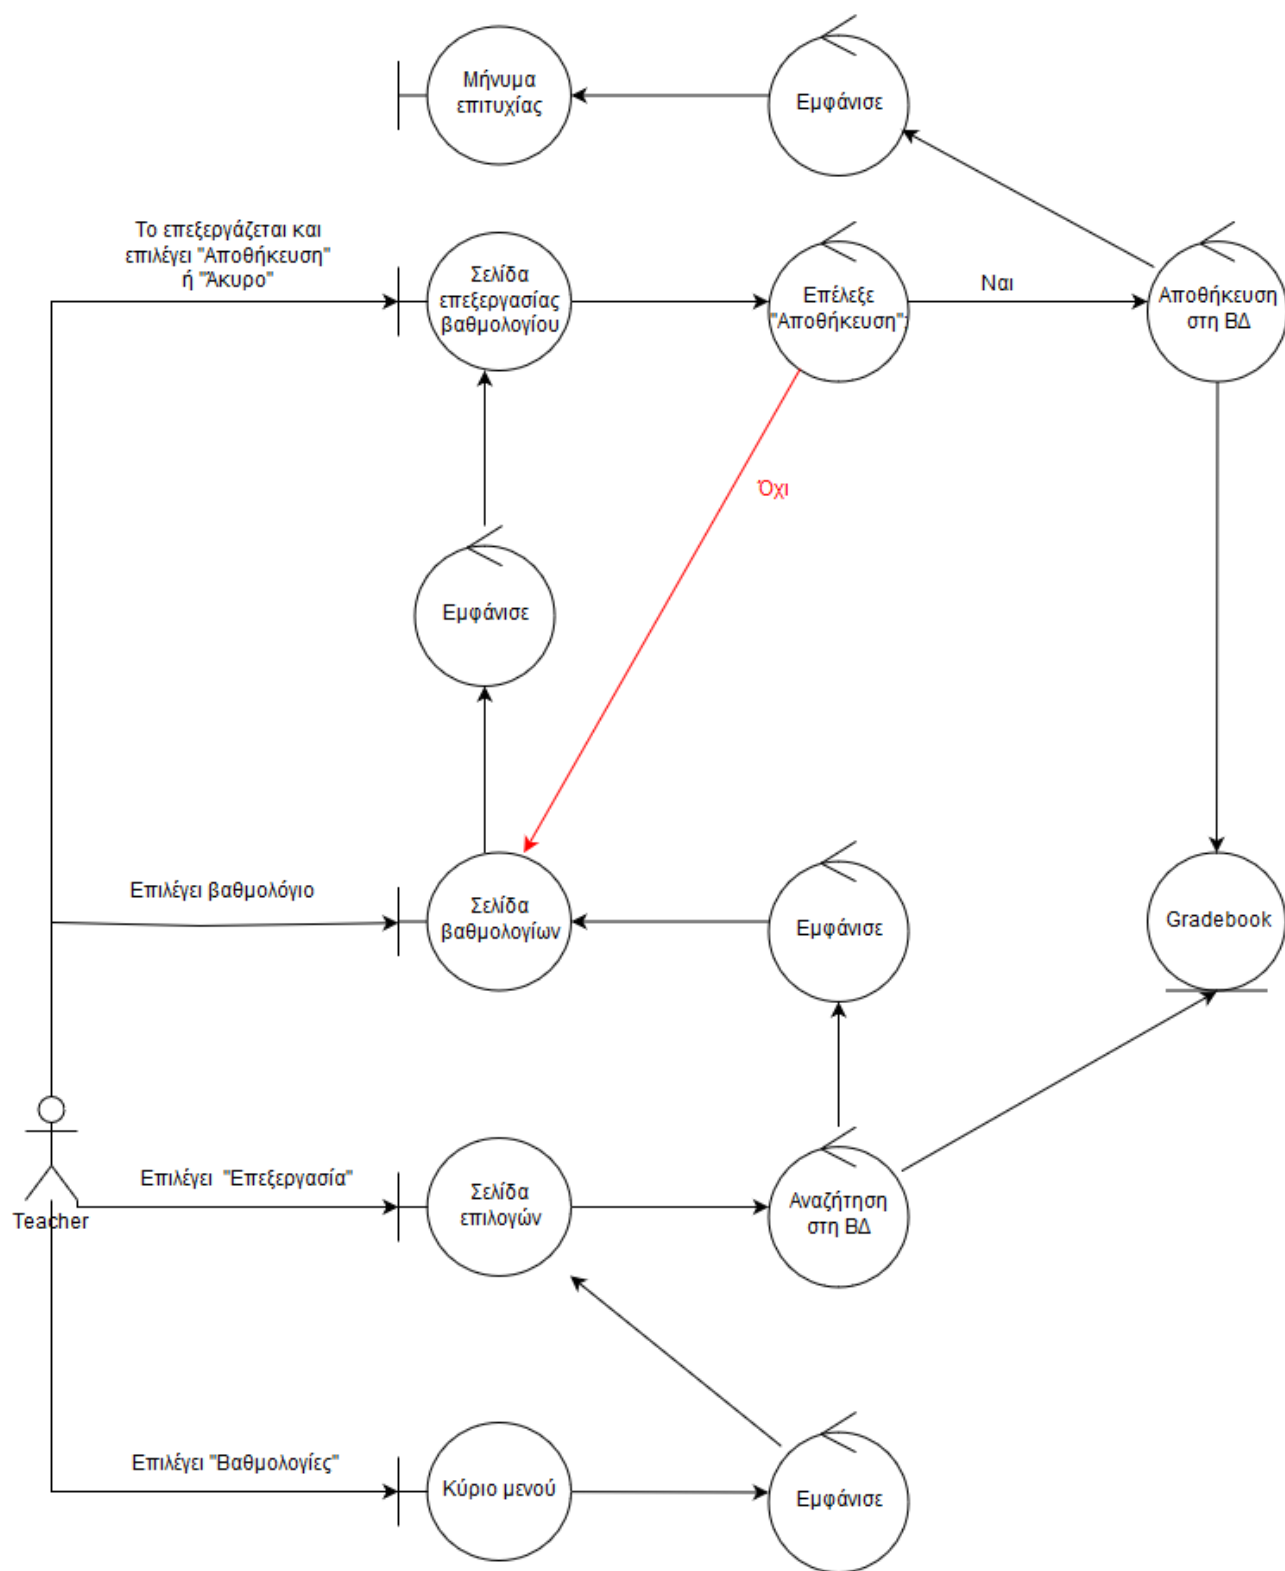 Μήνυμα
επιτυχίας
Εμφάνισε
Το επεξεργάζεται και
επιλέγει "Αποθήκευση"
ή "Άκυρο"
Σελίδα
επεξεργασίας
βαθμολογίου
Επέλεξε
"Αποθήκευση";
Ναι
Αποθήκευση
στη ΒΔ
Όχι
Εμφάνισε
Επιλέγει βαθμολόγιο
Σελίδα
βαθμολογίων
Εμφάνισε
Gradebook
Επιλέγει "Επεξεργασία"
Σελίδα
επιλογών
Αναζήτηση
στη ΒΔ
Teacher
Επιλέγει "Βαθμολογίες"
Κύριο μενού
Εμφάνισε